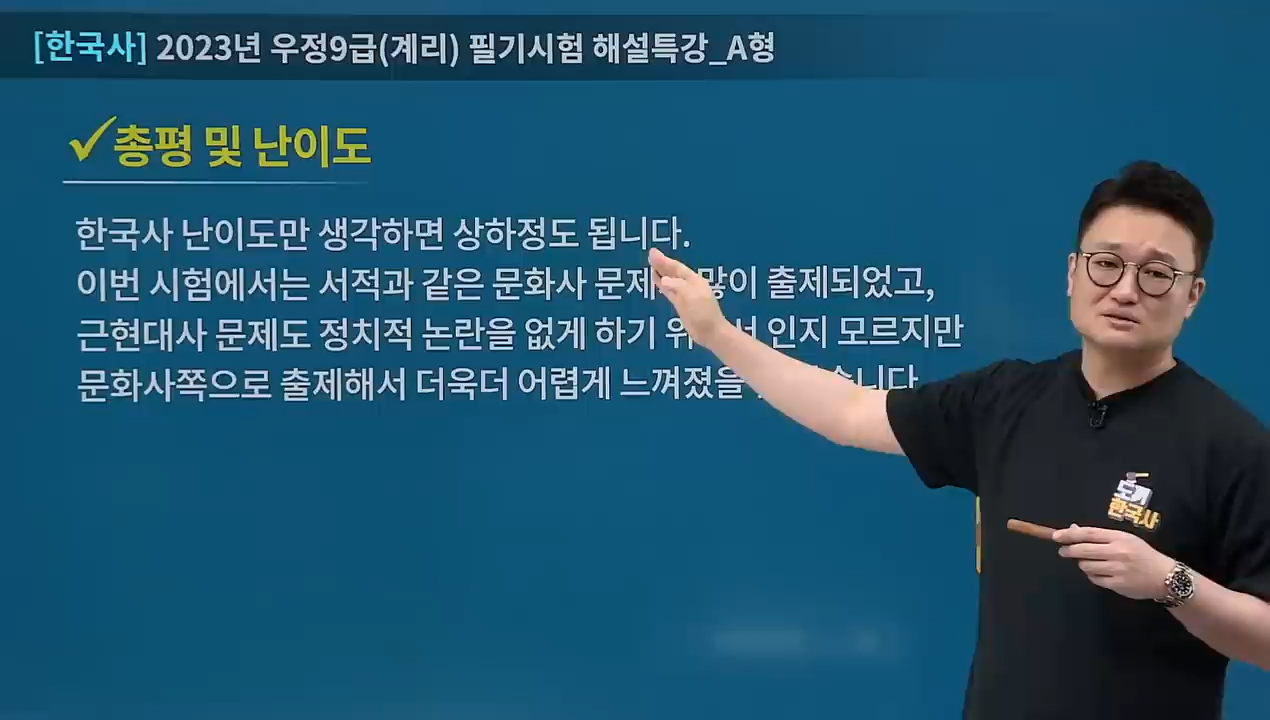 [한국사] 2023년 우정9급(계리) 필기시험 해설특강_A형
✓총평 및 난이도
한국사 난이도만 생각하면 상하정도 됩니다.
이번 시험에서는 서적과 같은 문화사 많이 출제되었고,
근현대사 문제도 정치적 논란을 없게 하기 인지 모르지만
문화사쪽으로 출제해서 더욱더 어렵게 느껴졌을
한국사